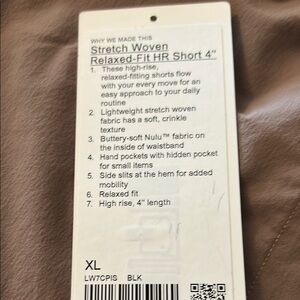 WHY WE MADE THIS
Stretch Woven
Relaxed-Fit HR Short 4"
1. These high-rise,
relaxed-fitting shorts flow
with your every move for an
easy approach to your daily
routine
2. Lightweight stretch woven
fabric has a soft, crinkle
texture
3. Buttery-soft Nulu™ fabric on
the inside of waistband
4. Hand pockets with hidden pocket
for small items
5. Side slits at the hem for added
mobility
6. Relaxed fit
7. High rise, 4" length
XL
LW7CPIS BLK